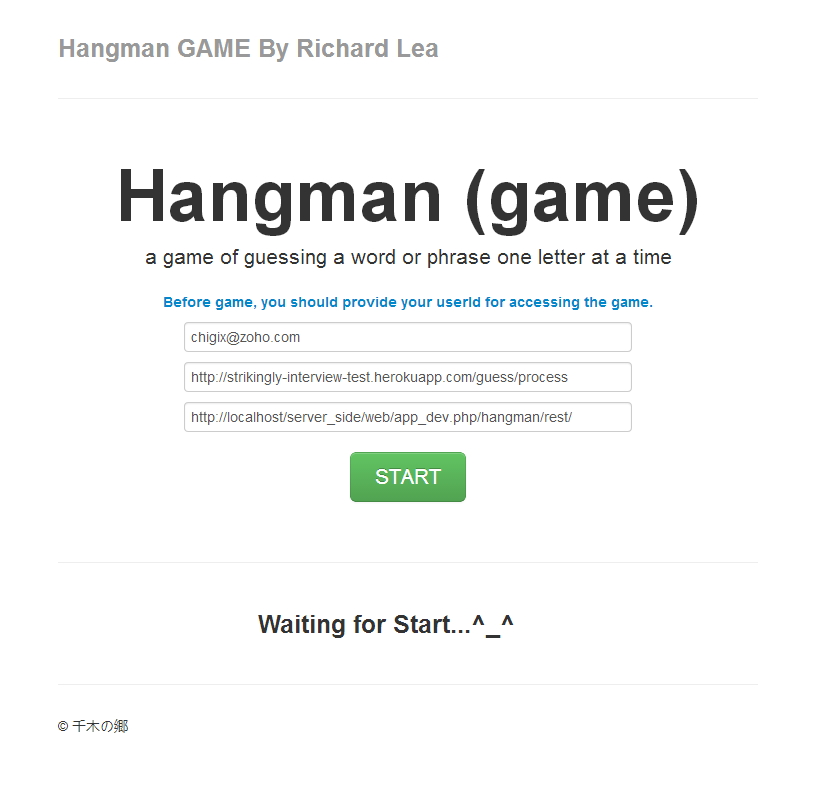 Hangman GAME By Richard Lea
Hangman (game)
a game of guessing a word or phrase one letter at a time
Before game, you should provide your userId for accessing the game.
chigix@zoho.com
http://strikingly-interview-test.herokuapp.com/guess/process
http://localhost/server_side/web/app_dev.php/hangman/rest/
START
Waiting for Start...^_^
© 千木の郷